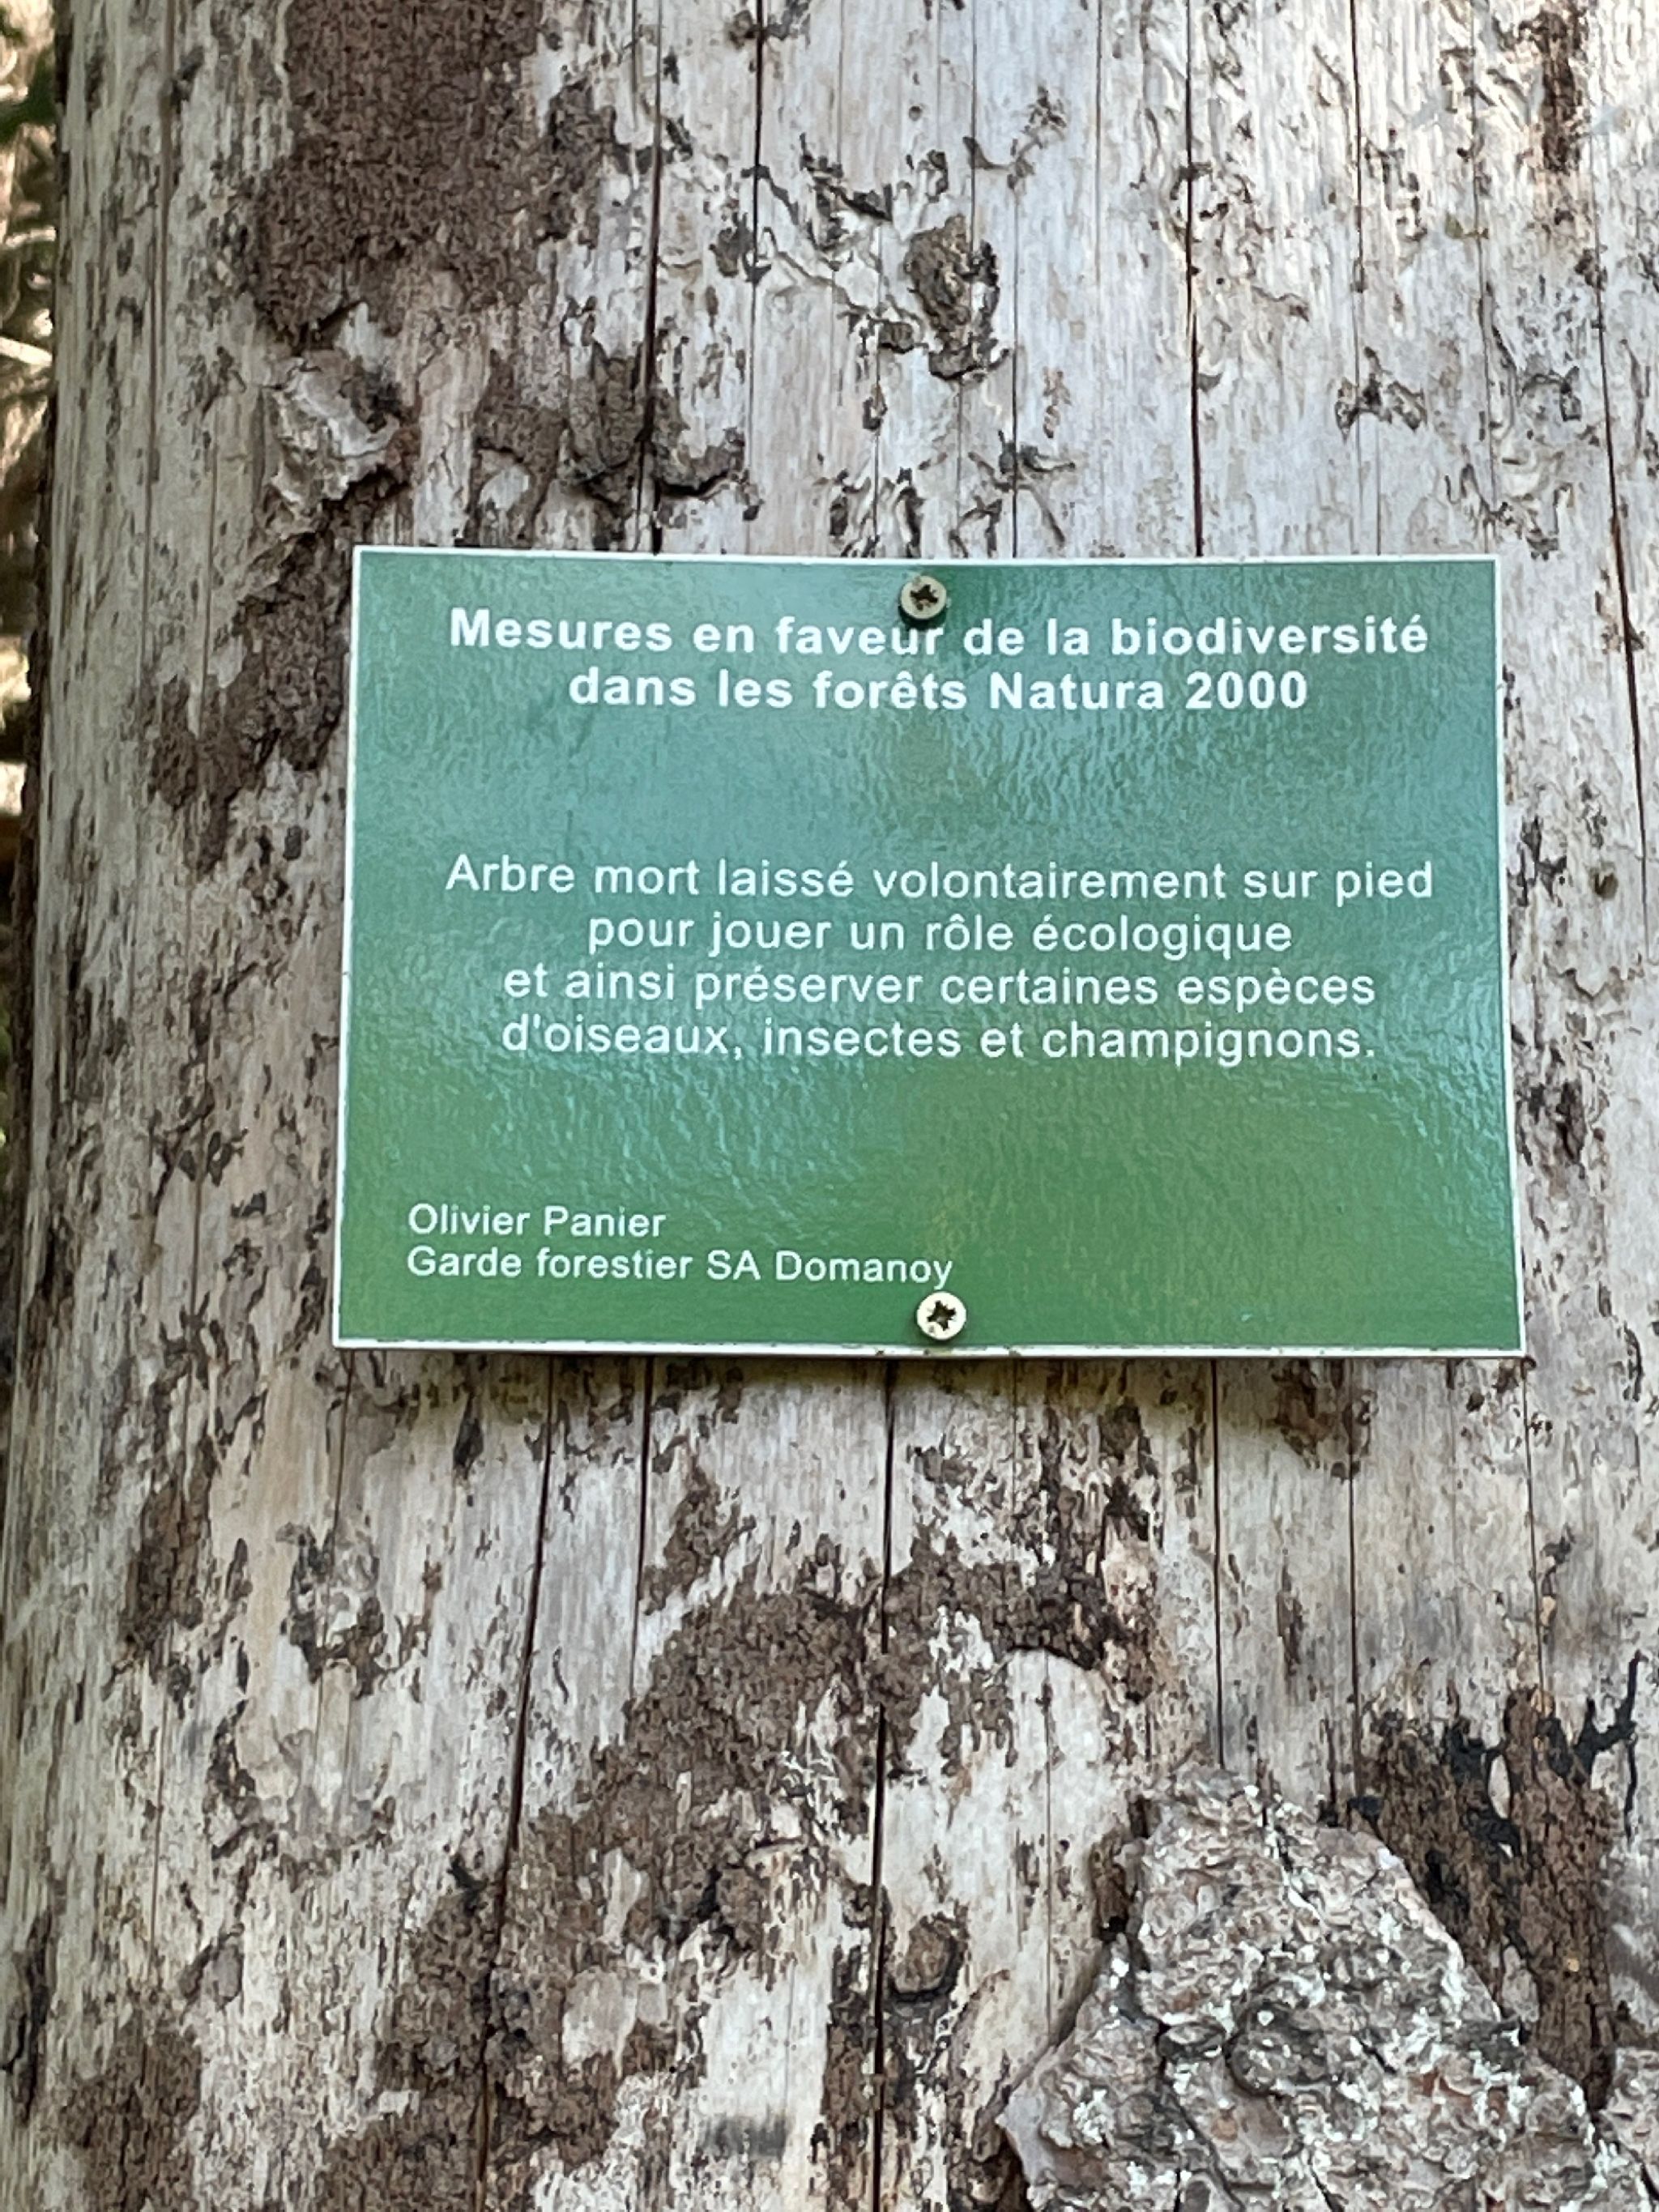 Mesures en faveur de la biodiversité
dans les forêts Natura 2000
Arbre mort laissé volontairement sur pied
pour jouer un rôle écologique
et ainsi préserver certaines espèces
d'oiseaux, insectes et champignons.
Olivier Panier
Garde forestier SA Domanoy